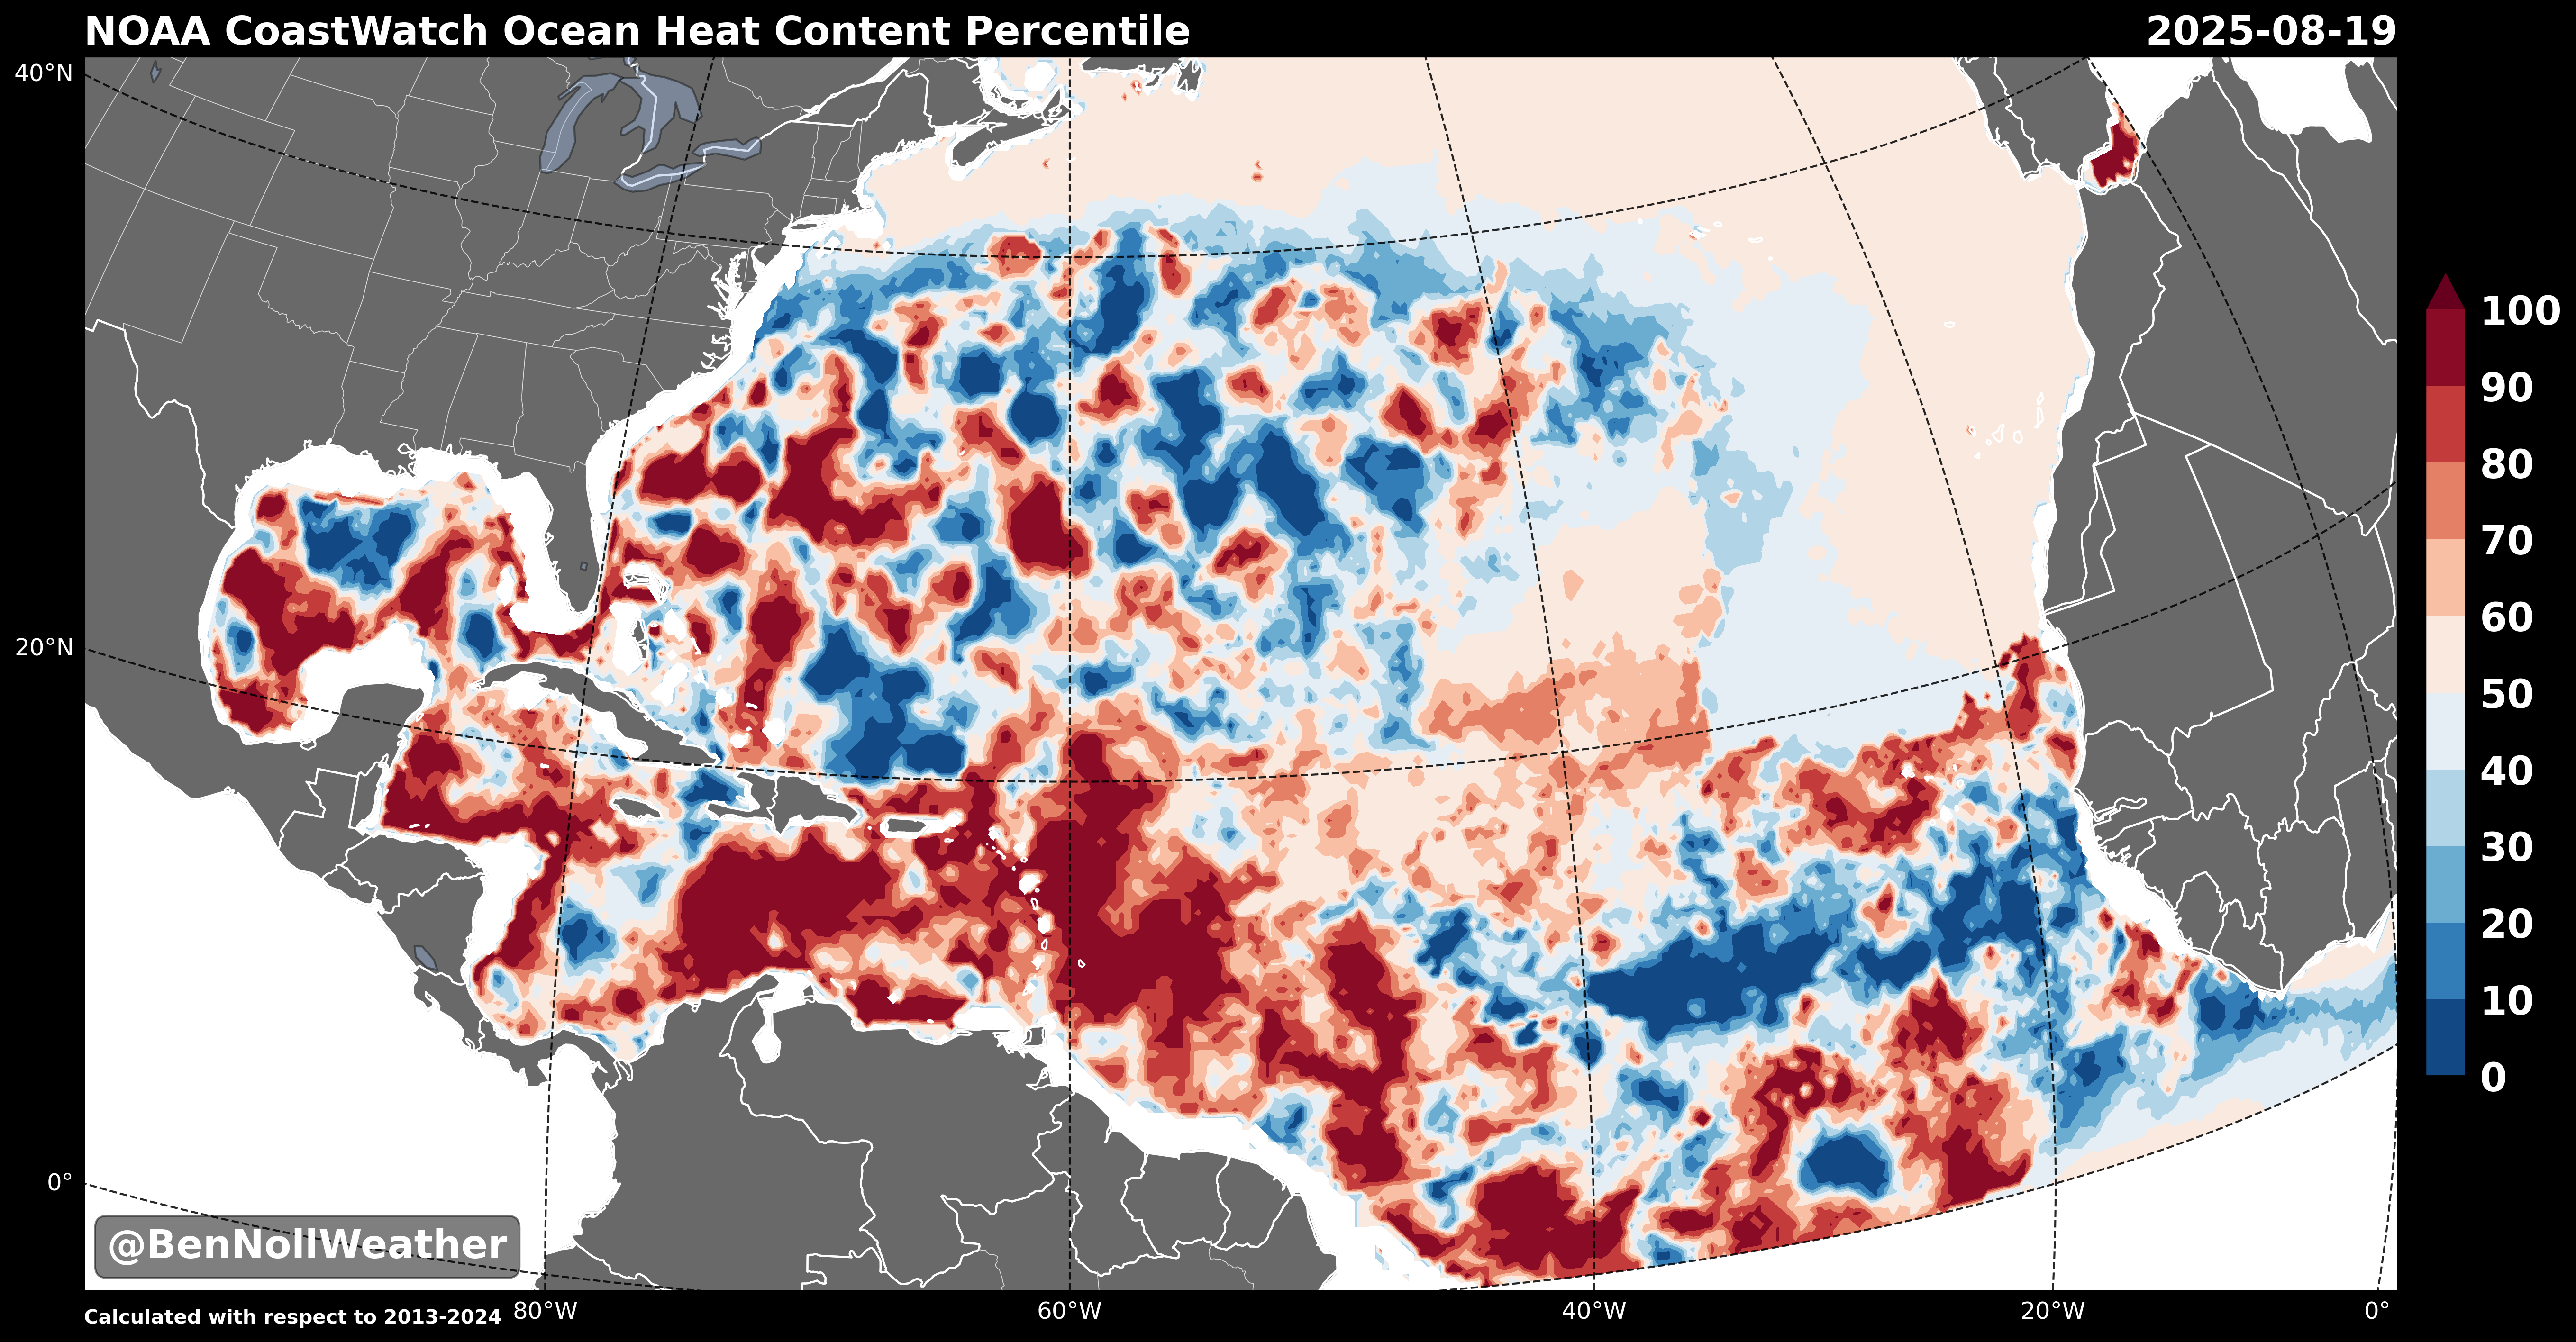 NOAA CoastWatch Ocean Heat Content Percentile
2025-08-19
40°N
20°N
0°
100
90
80
70
60
50
40
30
20
10
0
@BenNollWeather
Calculated with respect to 2013-2024
80°W
60°W
40°W
20°W
0°